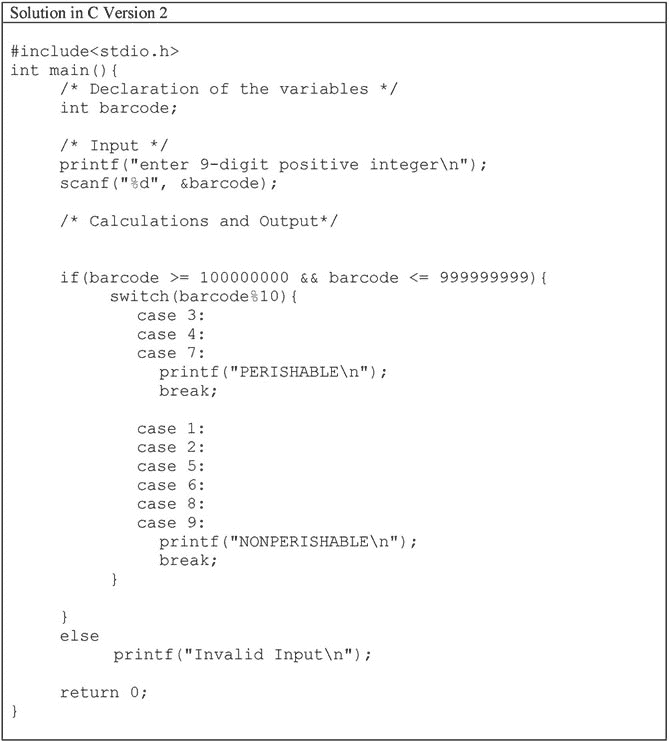 Solution in C Version 2
#include<stdio.h>
int main(){
/* Declaration of the variables */
int barcode;
/* Input */
printf("enter 9-digit positive integer\n");
scanf("%d", &barcode);
/* Calculations and Output*/
if(barcode >= 100000000 && barcode <= 999999999){
switch(barcode%10){
case 3:
case 4:
case 7:
printf("PERISHABLE\n");
break;
case 1:
case 2:
case 5:
case 6:
case 8:
case 9:
printf("NONPERISHABLE\n");
break;
}
}
else
printf("Invalid Input\n");
return 0;
}